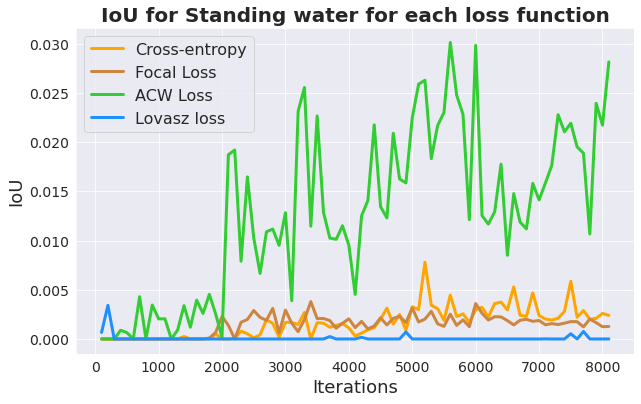 IoU for Standing water for each loss function
Cross-entropy
Focal Loss
ACW Loss
Lovasz loss
0.030
0.025
0.020
0.015
0.010
0.005
0.000
IoU
0 1000 2000 3000 4000 5000 6000 7000 8000
Iterations